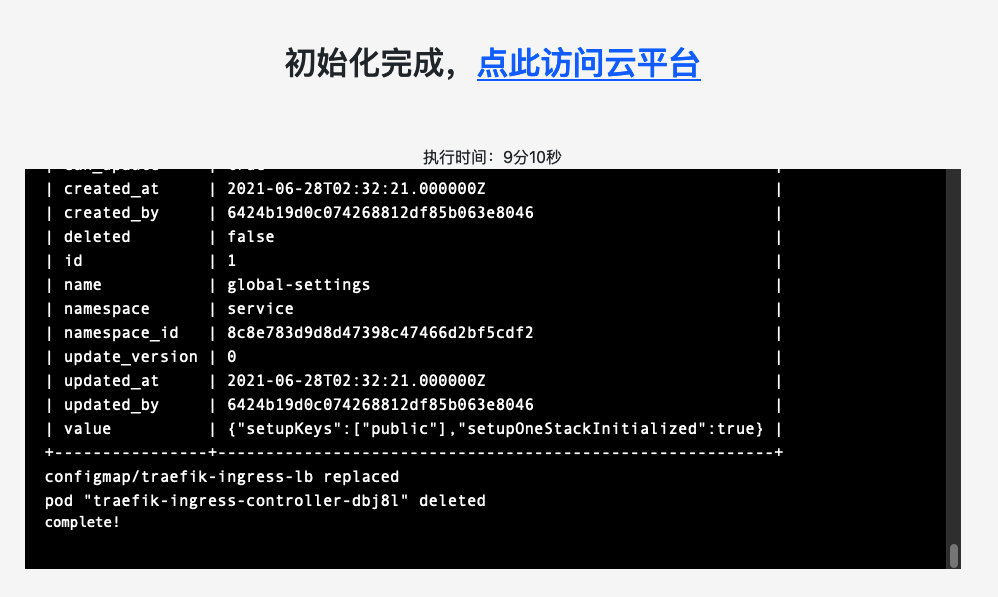 初始化完成，点此访问云平台
执行时间：9分10秒
| created_at | 2021-06-28T02:32:21.000000Z |
| created_by | 6424b19d0c074268812df85b063e8046 |
| deleted | false |
| id | 1 |
| name | global-settings |
| namespace | service |
| namespace_id | 8c8e783d9d8d47398c47466d2bf5cdf2 |
| update_version | 0 |
| updated_at | 2021-06-28T02:32:21.000000Z |
| updated_by | 6424b19d0c074268812df85b063e8046 |
| value | {"setupKeys":["public"],"setupOneStackInitialized":true} |
+----------------+----------------------------------------------------------+
configmap/traefik-ingress-lb replaced
pod "traefik-ingress-controller-dbj8l" deleted
complete!